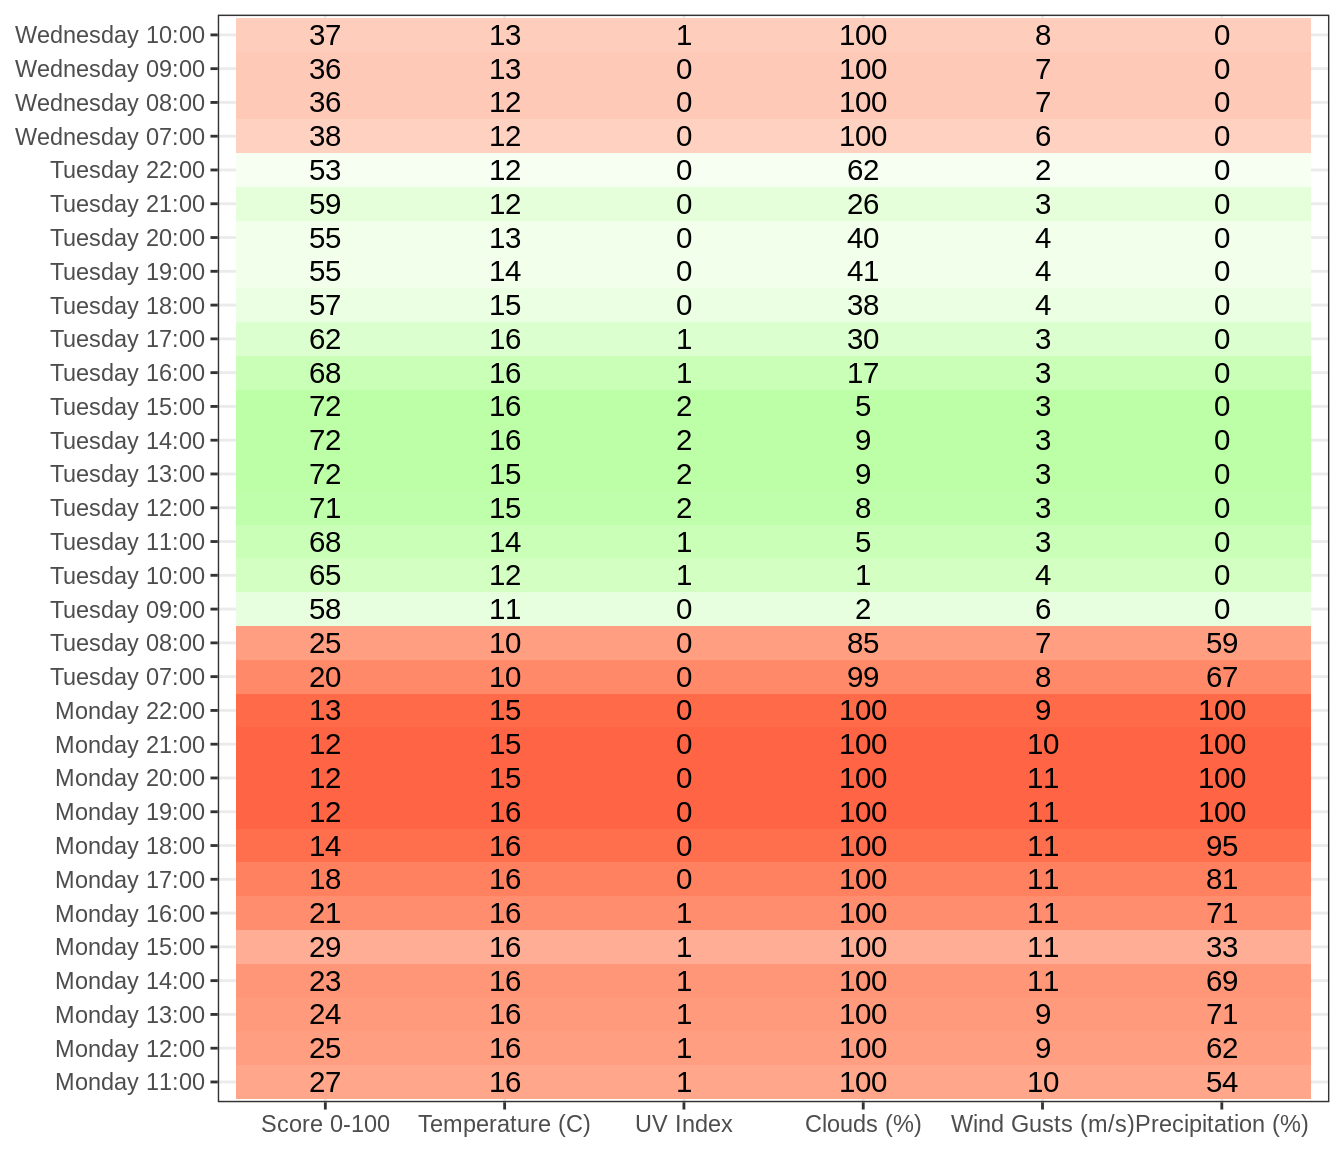 Wednesday 10:00 37 13 1 100 8 0
Wednesday 09:00 36 13 0 100 7 0
Wednesday 08:00 36 12 0 100 7 0
Wednesday 07:00 38 12 0 100 6 0
Tuesday 22:00 53 12 0 62 2 0
Tuesday 21:00 59 12 0 26 3 0
Tuesday 20:00 55 13 0 40 4 0
Tuesday 19:00 55 14 0 41 4 0
Tuesday 18:00 57 15 0 38 4 0
Tuesday 17:00 62 16 1 30 3 0
Tuesday 16:00 68 16 1 17 3 0
Tuesday 15:00 72 16 2 5 3 0
Tuesday 14:00 72 16 2 9 3 0
Tuesday 13:00 72 15 2 9 3 0
Tuesday 12:00 71 15 2 8 3 0
Tuesday 11:00 68 14 1 5 3 0
Tuesday 10:00 65 12 1 1 4 0
Tuesday 09:00 58 11 0 2 6 0
Tuesday 08:00 25 10 0 85 7 59
Tuesday 07:00 20 10 0 99 8 67
Monday 22:00 13 15 0 100 9 100
Monday 21:00 12 15 0 100 10 100
Monday 20:00 12 15 0 100 11 100
Monday 19:00 12 16 0 100 11 100
Monday 18:00 14 16 0 100 11 95
Monday 17:00 18 16 0 100 11 81
Monday 16:00 21 16 1 100 11 71
Monday 15:00 29 16 1 100 11 33
Monday 14:00 23 16 1 100 11 69
Monday 13:00 24 16 1 100 9 71
Monday 12:00 25 16 1 100 9 62
Monday 11:00 27 16 1 100 10 54
Score 0-100 Temperature (C) UV Index Clouds (%) Wind Gusts (m/s) Precipitation (%)